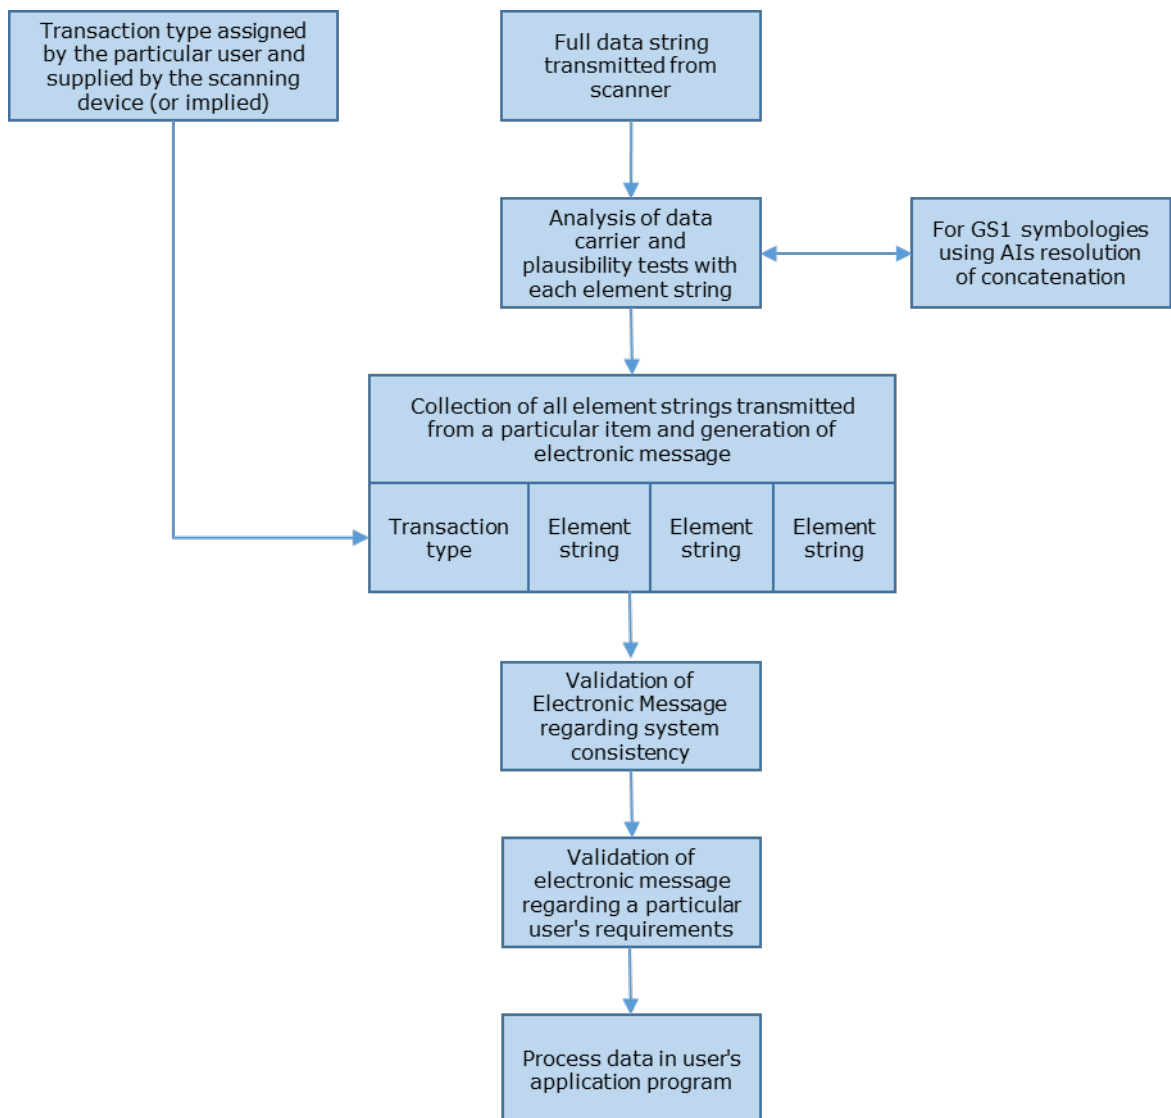 Transaction type assigned
by the particular user and
supplied by the scanning
device (or implied)
Full data string
transmitted from
scanner
Analysis of data
carrier and
plausibility tests with
each element string
For GS1 symbologies
using AIs resolution
of concatenation
Collection of all element strings transmitted
from a particular item and generation of
electronic message
Transaction
type
Element
string
Element
string
Element
string
Validation of
Electronic Message
regarding system
consistency
Validation of
electronic message
regarding a particular
user's requirements
Process data in user's
application program